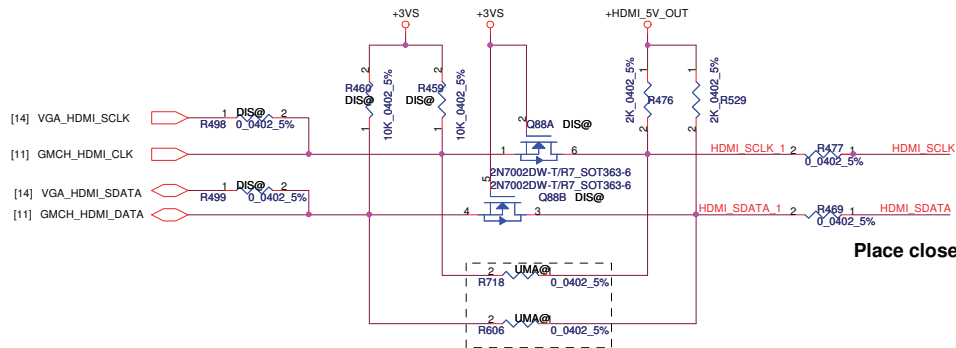 +3VS +3VS +HDMI_5V_OUT
2 2 1 1
R460 R459 2K_0402_5% R476 2K_0402_5% R529
DIS@ 10K_0402_5% DIS@ 10K_0402_5%
1 1 2 2
[14] VGA_HDMI_SCLK 1 DIS@ 2
R498 0_0402_5%
2 Q88A DIS@
[11] GMCH_HDMI_CLK 1 6 HDMI_SCLK_1 2 R477 1 HDMI_SCLK
0_0402_5%
2N7002DW-T/R7_SOT363-6
5 2N7002DW-T/R7_SOT363-6
[14] VGA_HDMI_SDATA 1 DIS@ 2
R499 0_0402_5%
Q88B DIS@
[11] GMCH_HDMI_DATA 4 3 HDMI_SDATA_1 2 R469 1 HDMI_SDATA
0_0402_5%
Place close
2 UMA@ 1
R718 0_0402_5%
2 UMA@ 1
R606 0_0402_5%